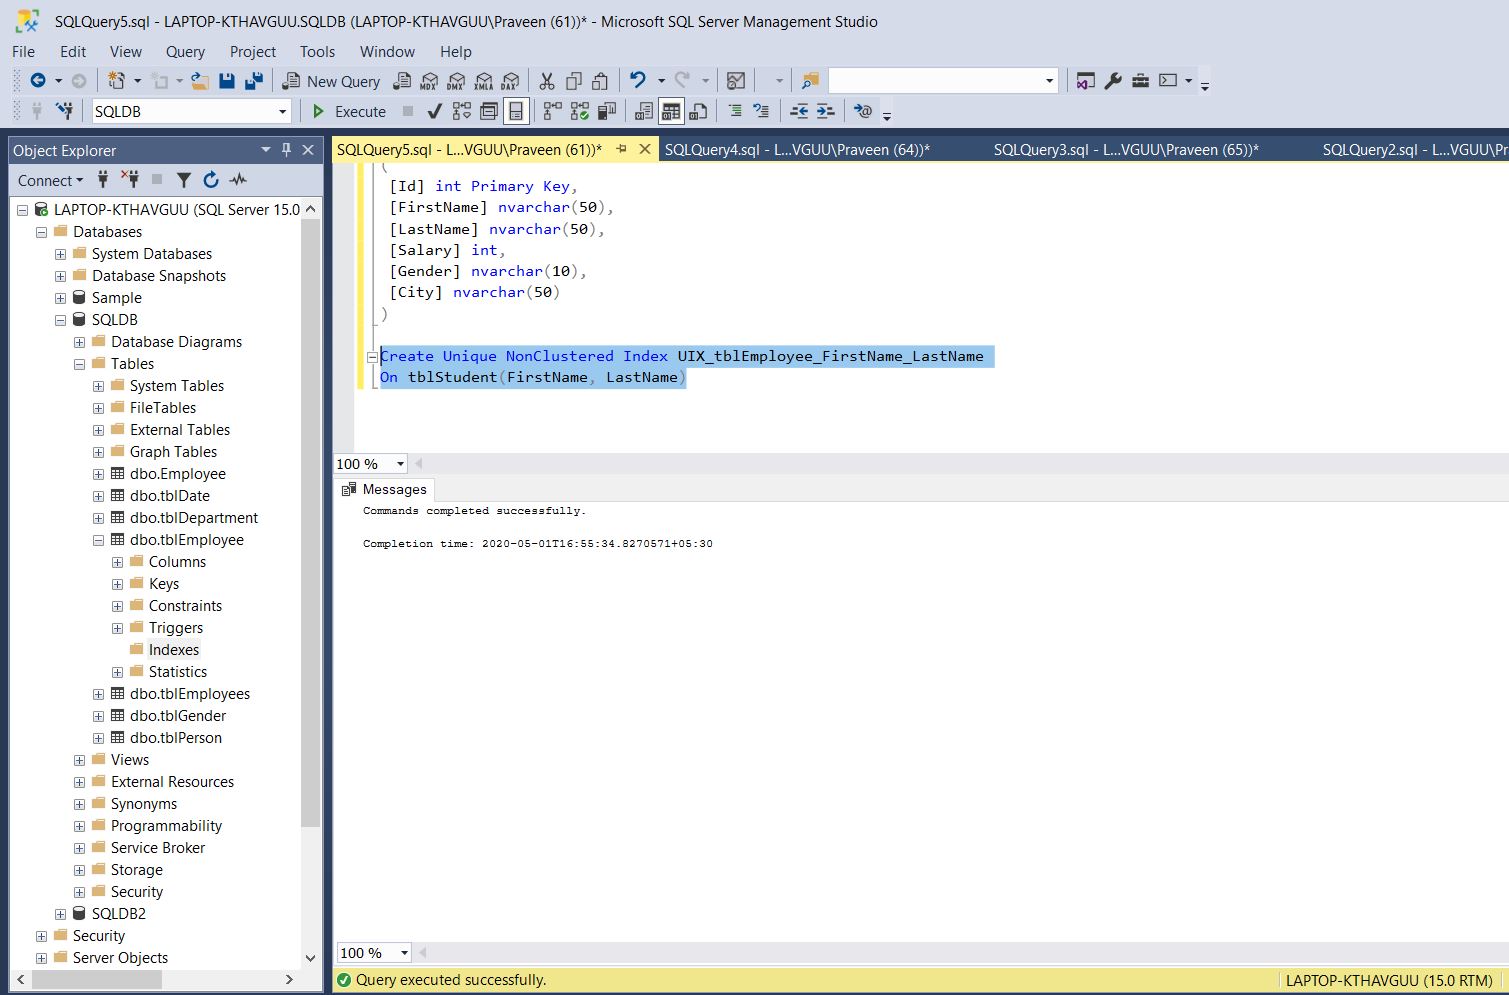 SQLQuery5.sql - LAPTOP-KTHAVGUU.SQLDB (LAPTOP-KTHAVGUU\Praveen (61))* - Microsoft SQL Server Management Studio
File Edit View Query Project Tools Window Help
New Query MDX DMX XMLA DAX
SQLDB Execute
Object Explorer
Connect
LAPTOP-KTHAVGUU (SQL Server 15.0
Databases
System Databases
Database Snapshots
Sample
SQLDB
Database Diagrams
Tables
System Tables
FileTables
External Tables
Graph Tables
dbo.Employee
dbo.tblDate
dbo.tblDepartment
dbo.tblEmployee
Columns
Keys
Constraints
Triggers
Indexes
Statistics
dbo.tblEmployees
dbo.tblGender
dbo.tblPerson
Views
External Resources
Synonyms
Programmability
Service Broker
Storage
Security
SQLDB2
Security
Server Objects
SQLQuery5.sql - L...VGUU\Praveen (61))* SQLQuery4.sql - L...VGUU\Praveen (64))* SQLQuery3.sql - L...VGUU\Praveen (65))* SQLQuery2.sql - L...VGUU\Pr
(
[Id] int Primary Key,
[FirstName] nvarchar(50),
[LastName] nvarchar(50),
[Salary] int,
[Gender] nvarchar(10),
[City] nvarchar(50)
)
Create Unique NonClustered Index UIX_tblEmployee_FirstName_LastName
On tblStudent(FirstName, LastName)
100 %
Messages
Commands completed successfully.
Completion time: 2020-05-01T16:55:34.8270571+05:30
100 %
Query executed successfully. LAPTOP-KTHAVGUU (15.0 RTM)